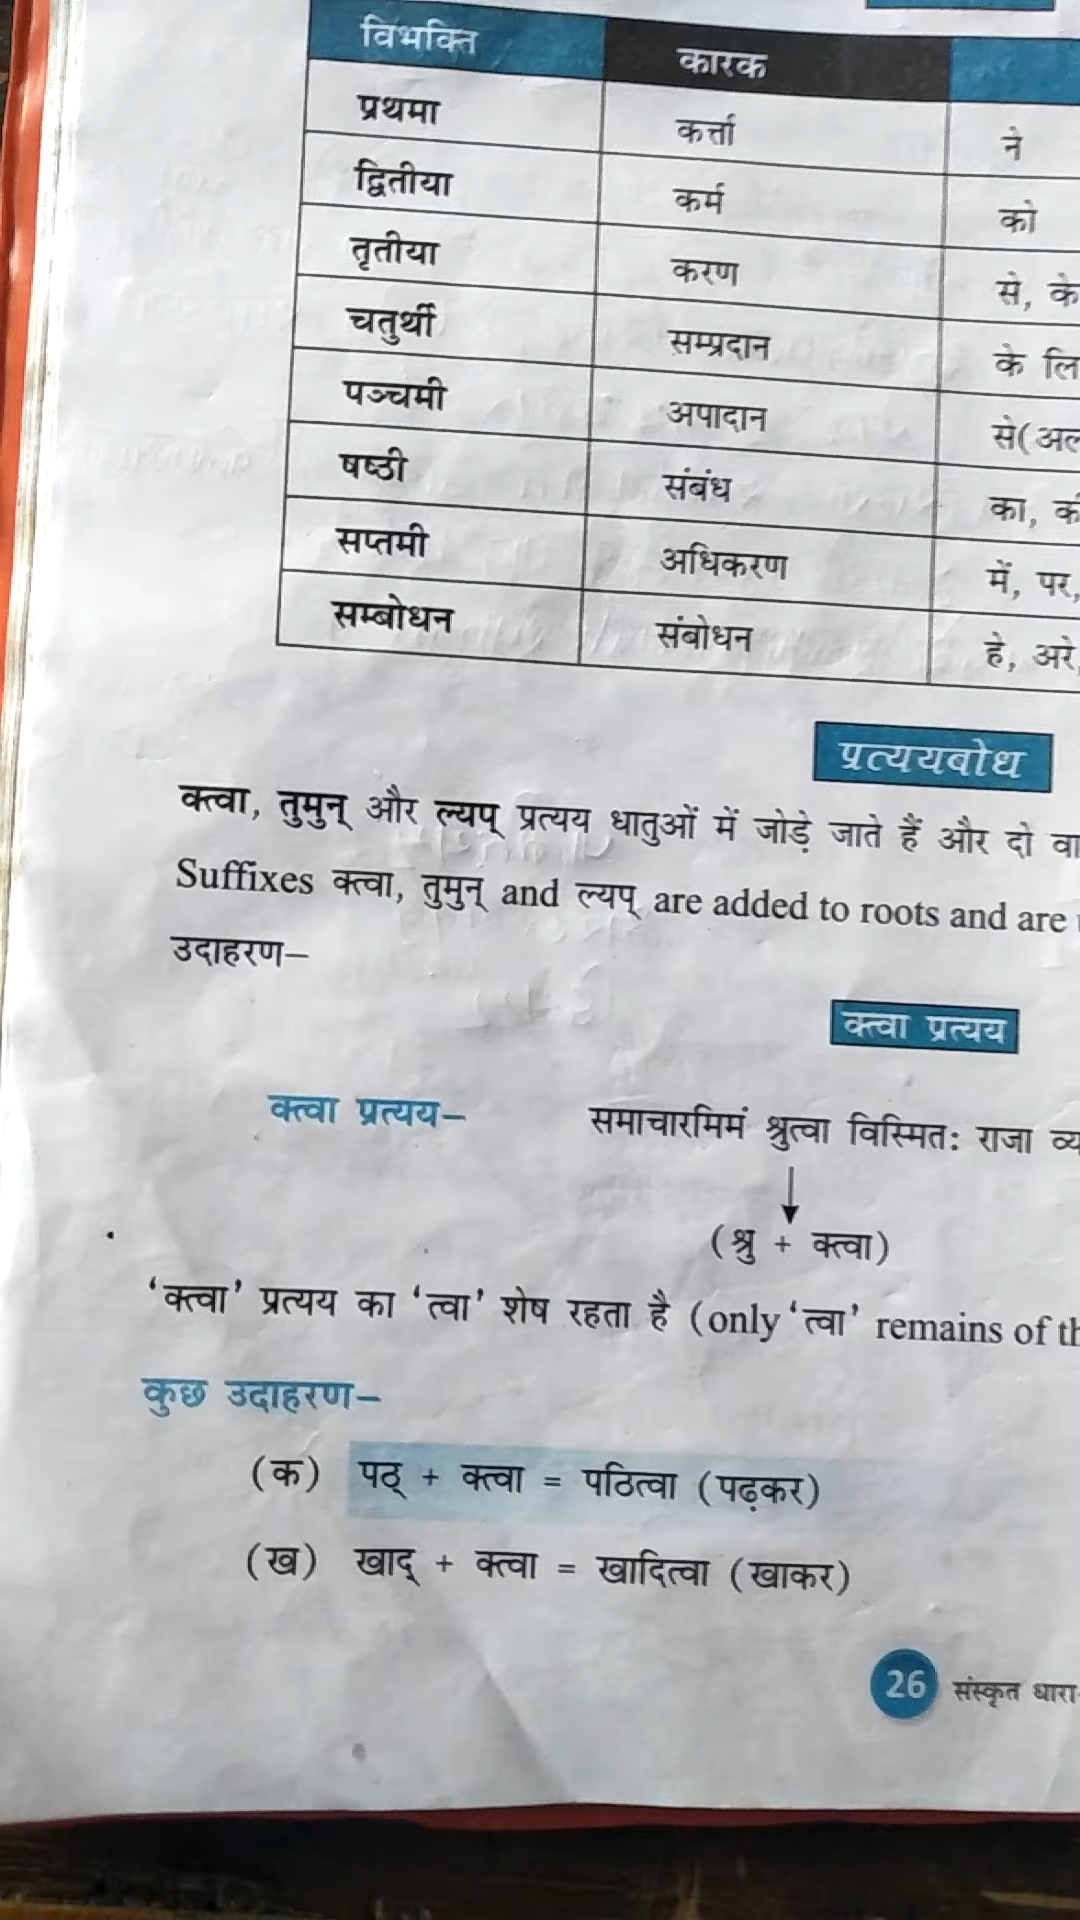 विभक्ति कारक
प्रथमा कर्त्ता ने
द्वितीया कर्म को
तृतीया करण से, के
चतुर्थी सम्प्रदान के लि
पञ्चमी अपादान से(अल
षष्ठी संबंध का, की
सप्तमी अधिकरण में, पर,
सम्बोधन संबोधन हे, अरे,
प्रत्ययबोध
क्त्वा, तुमुन् और ल्यप् प्रत्यय धातुओं में जोड़े जाते हैं और दो वा
Suffixes क्त्वा, तुमुन् and ल्यप् are added to roots and are
उदाहरण–
क्त्वा प्रत्यय
क्त्वा प्रत्यय– समाचारमिमं श्रुत्वा विस्मितः राजा व्य
(श्रु + क्त्वा)
‘क्त्वा’ प्रत्यय का ‘त्वा’ शेष रहता है (only ‘त्वा’ remains of th
कुछ उदाहरण–
(क) पठ् + क्त्वा = पठित्वा (पढ़कर)
(ख) खाद् + क्त्वा = खादित्वा (खाकर)
26 संस्कृत धारा